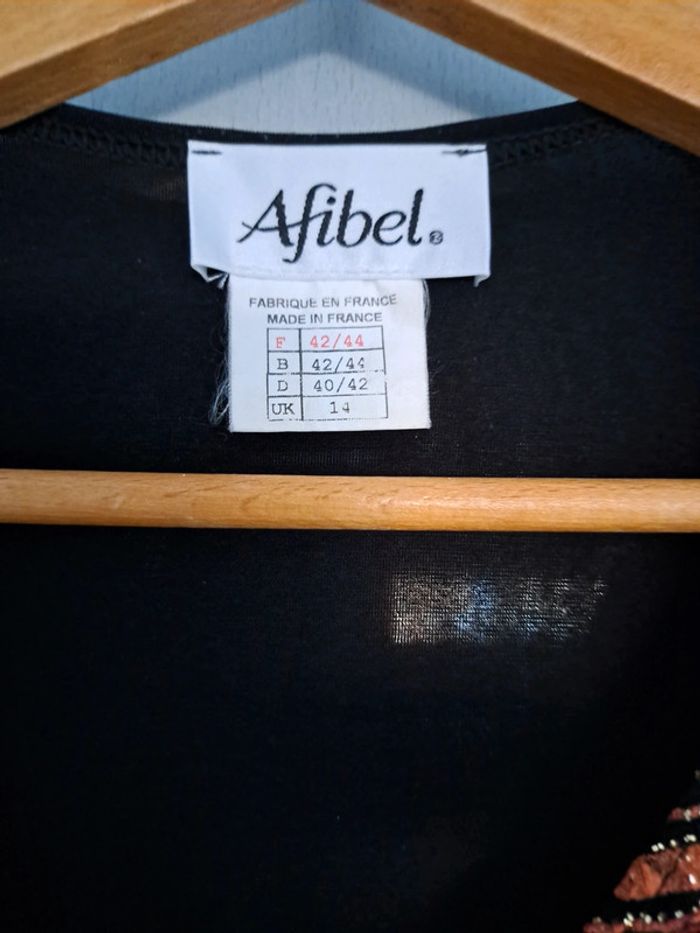 Afibel®
FABRIQUE EN FRANCE
MADE IN FRANCE
F 42/44
B 42/44
D 40/42
UK 14